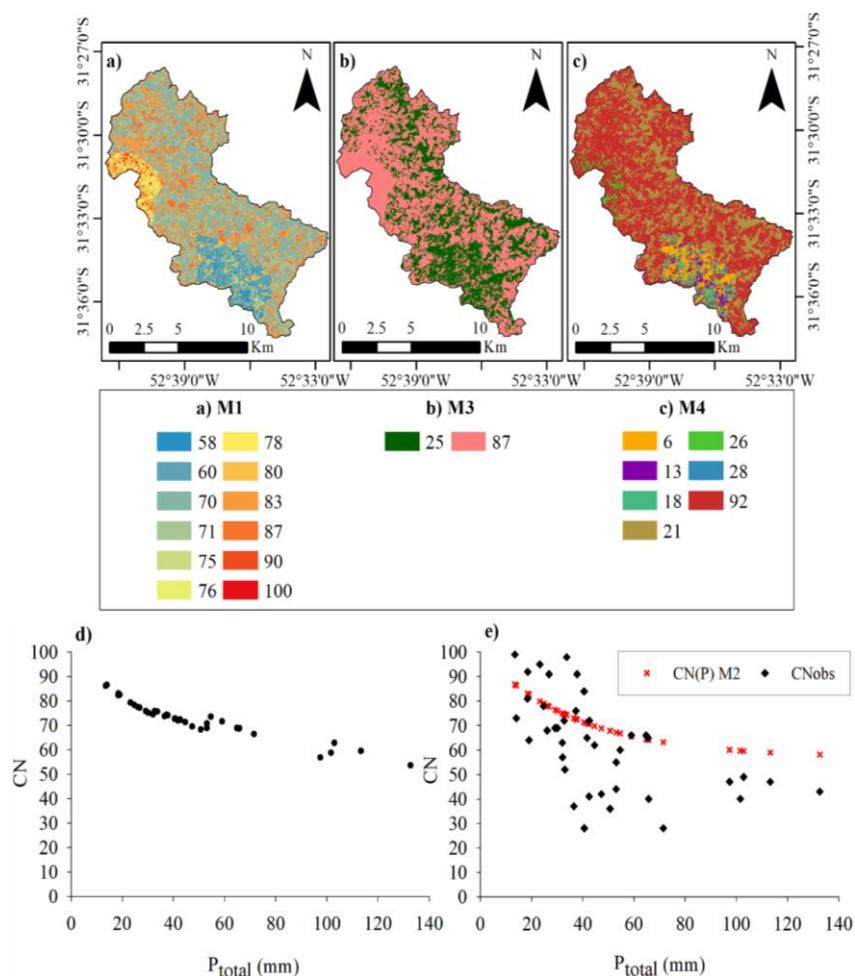 a) N b) N c) N
31°27'0"S 31°30'0"S 31°33'0"S 31°36'0"S
31°27'0"S 31°30'0"S 31°33'0"S 31°36'0"S
0 2.5 5 10 0 2.5 5 10 0 2.5 5 10
Km Km Km
52°39'0"W 52°33'0"W 52°39'0"W 52°33'0"W 52°39'0"W 52°33'0"W
a) M1 b) M3 c) M4
58 78 25 87 6 26
60 80 13 28
70 83 18 92
71 87 21
75 90
76 100
d) e)
CN(P) M2 CNobs
100
90
80
70
60
50
40
30
20
10
0
CN
0 20 40 60 80 100 120 140
Ptotal (mm)
100
90
80
70
60
50
40
30
20
10
0
CN
0 20 40 60 80 100 120 140
Ptotal (mm)